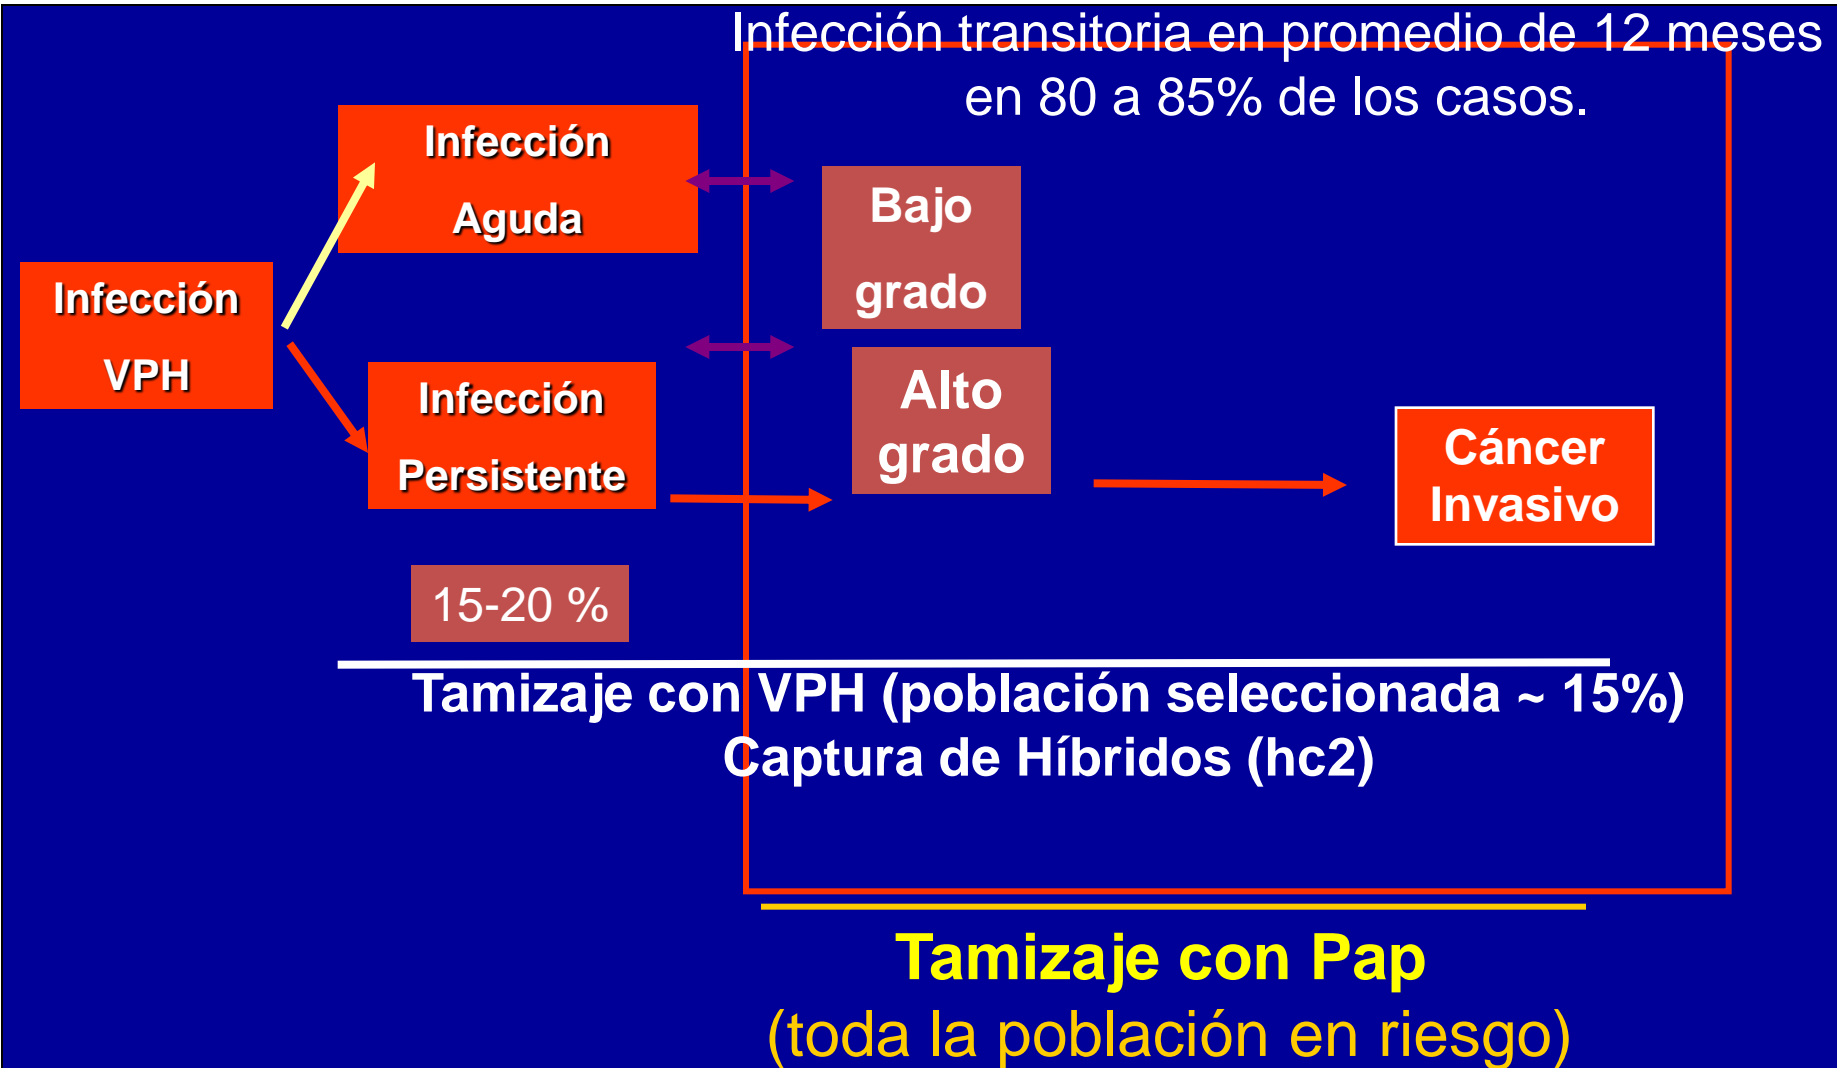 Infección transitoria en promedio de 12 meses
en 80 a 85% de los casos.
Infección
Aguda
Bajo
grado
Infección
VPH
Infección
Persistente
Alto
grado
Cáncer
Invasivo
15-20 %
Tamizaje con VPH (población seleccionada ~ 15%)
Captura de Híbridos (hc2)
Tamizaje con Pap
(toda la población en riesgo)